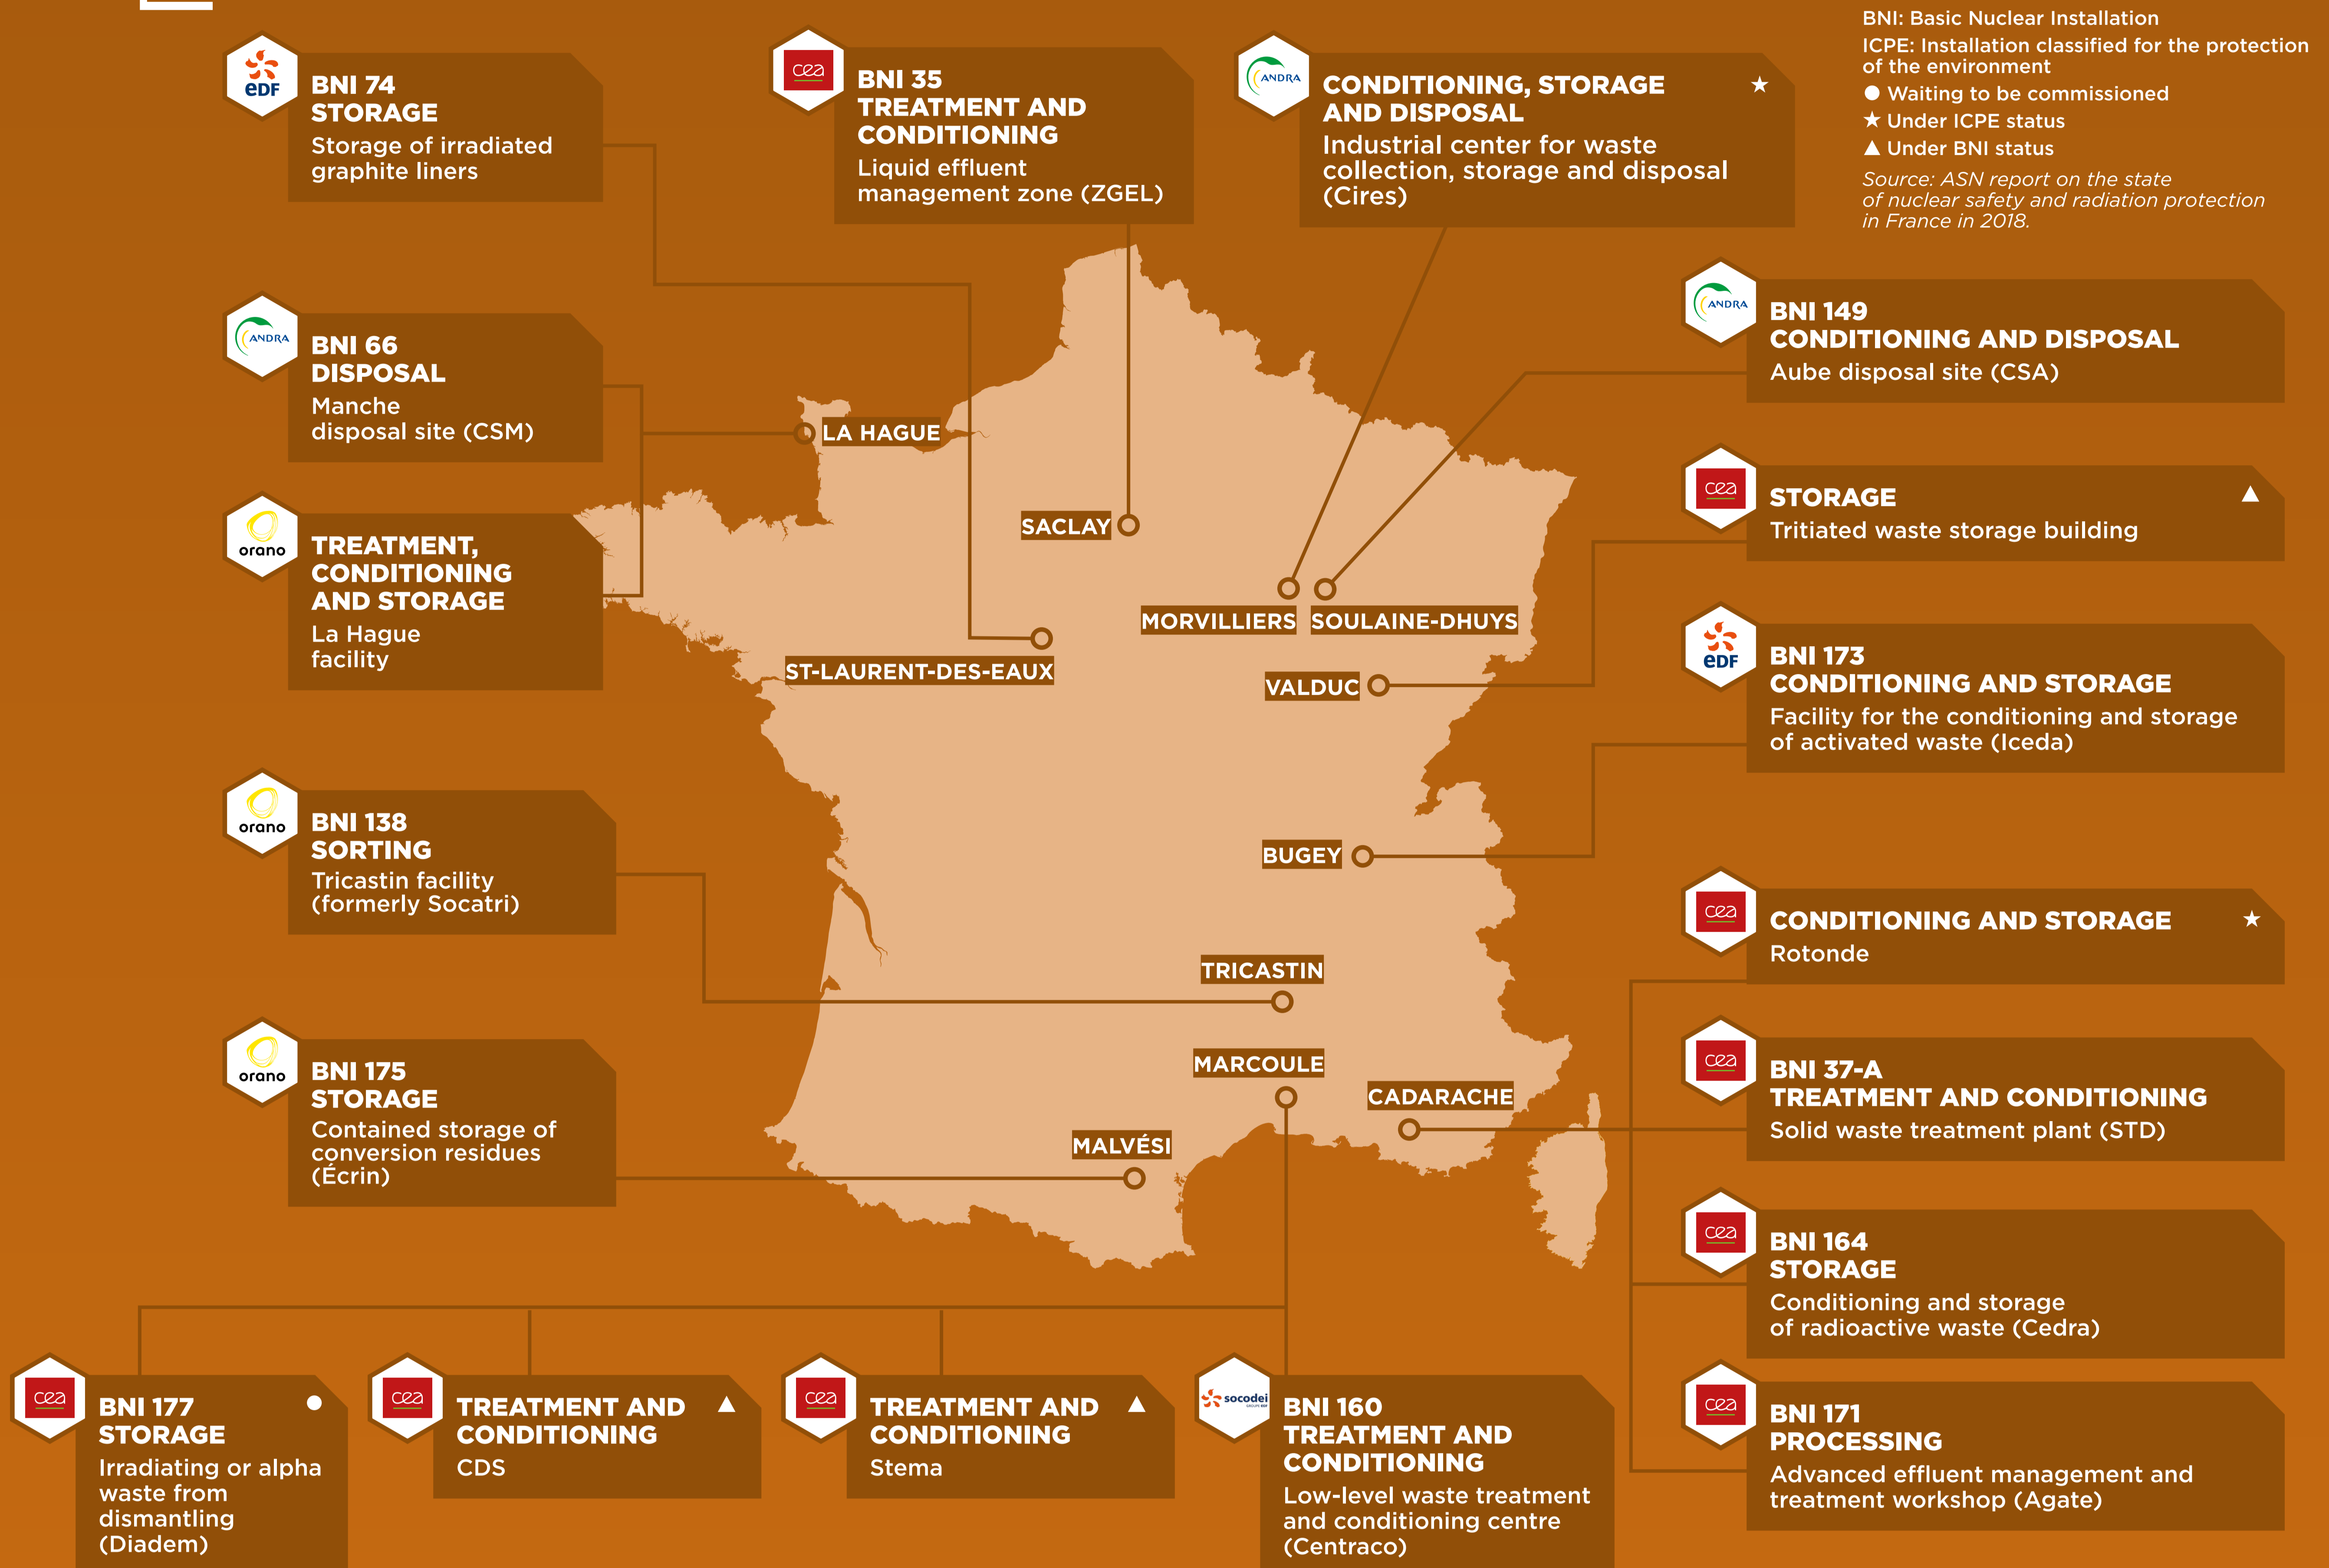 BNI: Basic Nuclear Installation
ICPE: Installation classified for the protection
of the environment
Waiting to be commissioned
Under ICPE status
Under BNI status
Source: ASN report on the state
of nuclear safety and radiation protection
in France in 2018.
eDF
BNI 74
STORAGE
Storage of irradiated
graphite liners
cea
BNI 35
TREATMENT AND
CONDITIONING
Liquid effluent
management zone (ZGEL)
ANDRA
CONDITIONING, STORAGE
AND DISPOSAL
Industrial center for waste
collection, storage and disposal
(Cires)
ANDRA
BNI 66
DISPOSAL
Manche
disposal site (CSM)
orano
TREATMENT,
CONDITIONING
AND STORAGE
La Hague
facility
orano
BNI 138
SORTING
Tricastin facility
(formerly Socatri)
orano
BNI 175
STORAGE
Contained storage of
conversion residues
(Écrin)
LA HAGUE
SACLAY
MORVILLIERS
SOULAINE-DHUYS
ST-LAURENT-DES-EAUX
VALDUC
BUGEY
TRICASTIN
MARCOULE
CADARACHE
MALVÉSI
ANDRA
BNI 149
CONDITIONING AND DISPOSAL
Aube disposal site (CSA)
cea
STORAGE
Tritiated waste storage building
eDF
BNI 173
CONDITIONING AND STORAGE
Facility for the conditioning and storage
of activated waste (Iceda)
cea
CONDITIONING AND STORAGE
Rotonde
cea
BNI 37-A
TREATMENT AND CONDITIONING
Solid waste treatment plant (STD)
cea
BNI 164
STORAGE
Conditioning and storage
of radioactive waste (Cedra)
cea
BNI 171
PROCESSING
Advanced effluent management and
treatment workshop (Agate)
cea
BNI 177
STORAGE
Irradiating or alpha
waste from
dismantling
(Diadem)
cea
TREATMENT AND
CONDITIONING
CDS
cea
TREATMENT AND
CONDITIONING
Stema
socodei
GROUPE EDF
BNI 160
TREATMENT AND
CONDITIONING
Low-level waste treatment
and conditioning centre
(Centraco)